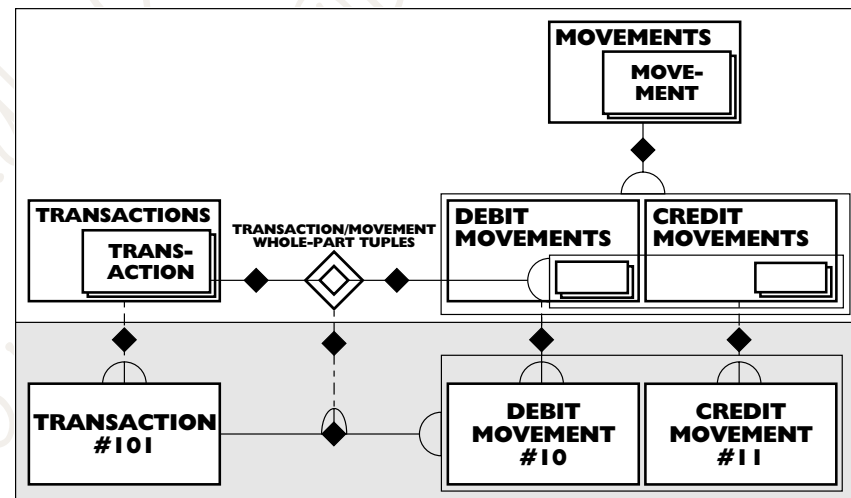 MOVEMENTS
MOVE-
MENT
TRANSACTIONS
TRANS-
ACTION
TRANSACTION/MOVEMENT
WHOLE-PART TUPLES
DEBIT
MOVEMENTS
CREDIT
MOVEMENTS
TRANSACTION
#101
DEBIT
MOVEMENT
#10
CREDIT
MOVEMENT
#11